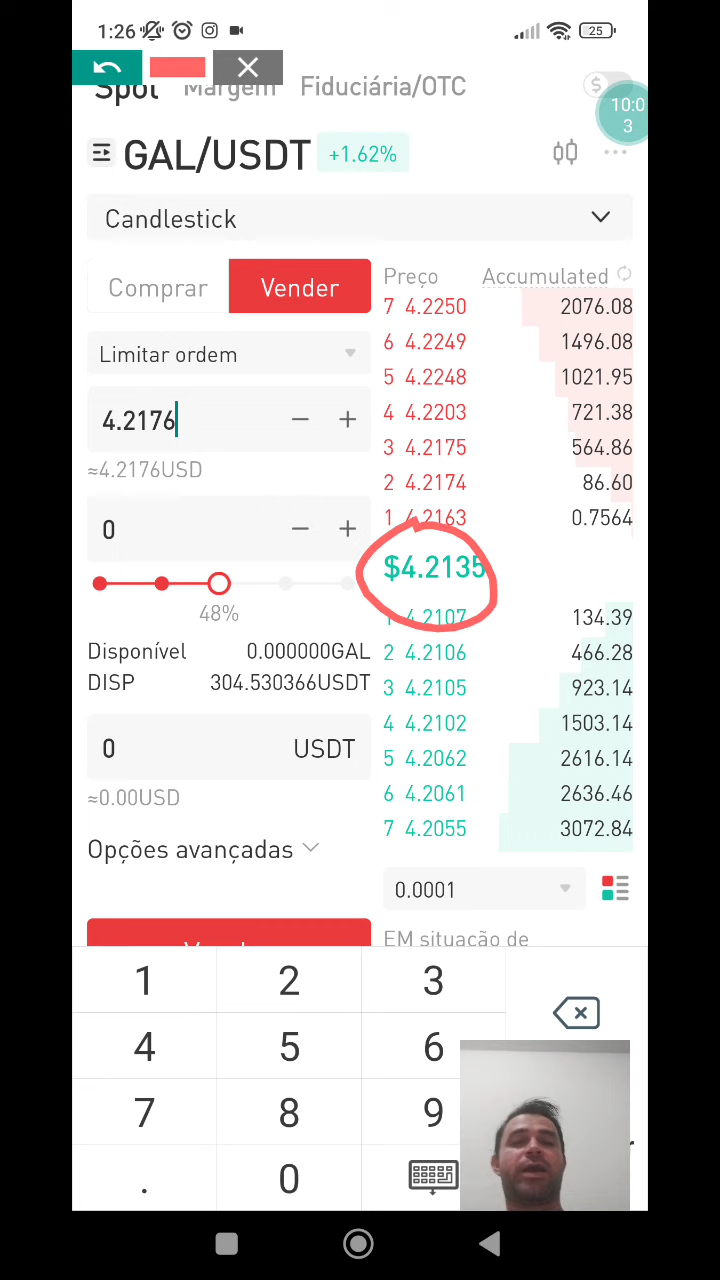 1:26
25
Spot Margem Fiduciária/OTC
$
10:0
3
GAL/USDT +1.62%
Candlestick
Comprar Vender
Limitar ordem
4.2176
≈4.2176USD
0
48%
Disponível 0.000000GAL
DISP 304.530366USDT
0 USDT
≈0.00USD
Opções avançadas
Preço Accumulated
7 4.2250 2076.08
6 4.2249 1496.08
5 4.2248 1021.95
4 4.2203 721.38
3 4.2175 564.86
2 4.2174 86.60
1 4.2163 0.7564
$4.2135
1 4.2107 134.39
2 4.2106 466.28
3 4.2105 923.14
4 4.2102 1503.14
5 4.2062 2616.14
6 4.2061 2636.46
7 4.2055 3072.84
0.0001
EM situação de
1 2 3
4 5 6
7 8 9
. 0